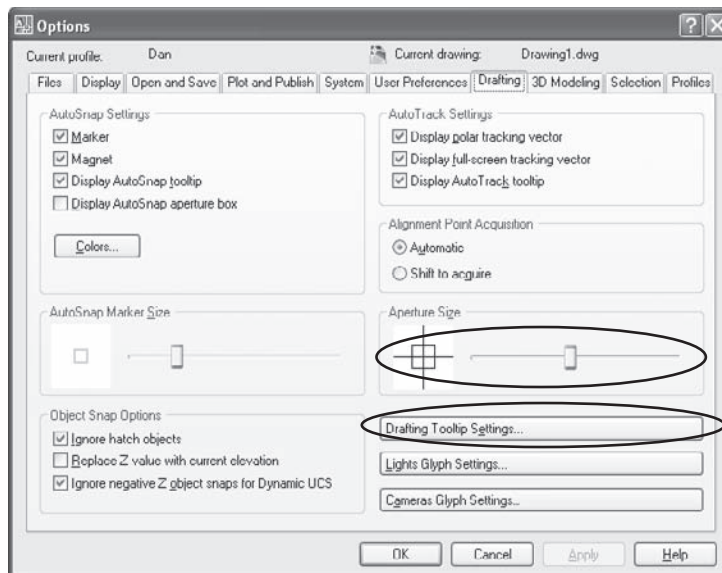 Options
Current profile: Dan Current drawing: Drawing1.dwg
Files Display Open and Save Plot and Publish System User Preferences Drafting 3D Modeling Selection Profiles
AutoSnap Settings
Marker
Magnet
Display AutoSnap tooltip
Display AutoSnap aperture box
Colors...
AutoTrack Settings
Display polar tracking vector
Display full-screen tracking vector
Display AutoTrack tooltip
Alignment Point Acquisition
Automatic
Shift to acquire
AutoSnap Marker Size
Aperture Size
Object Snap Options
Ignore hatch objects
Replace Z value with current elevation
Ignore negative Z object snaps for Dynamic UCS
Drafting Tooltip Settings...
Lights Glyph Settings...
Cameras Glyph Settings...
OK Cancel Apply Help